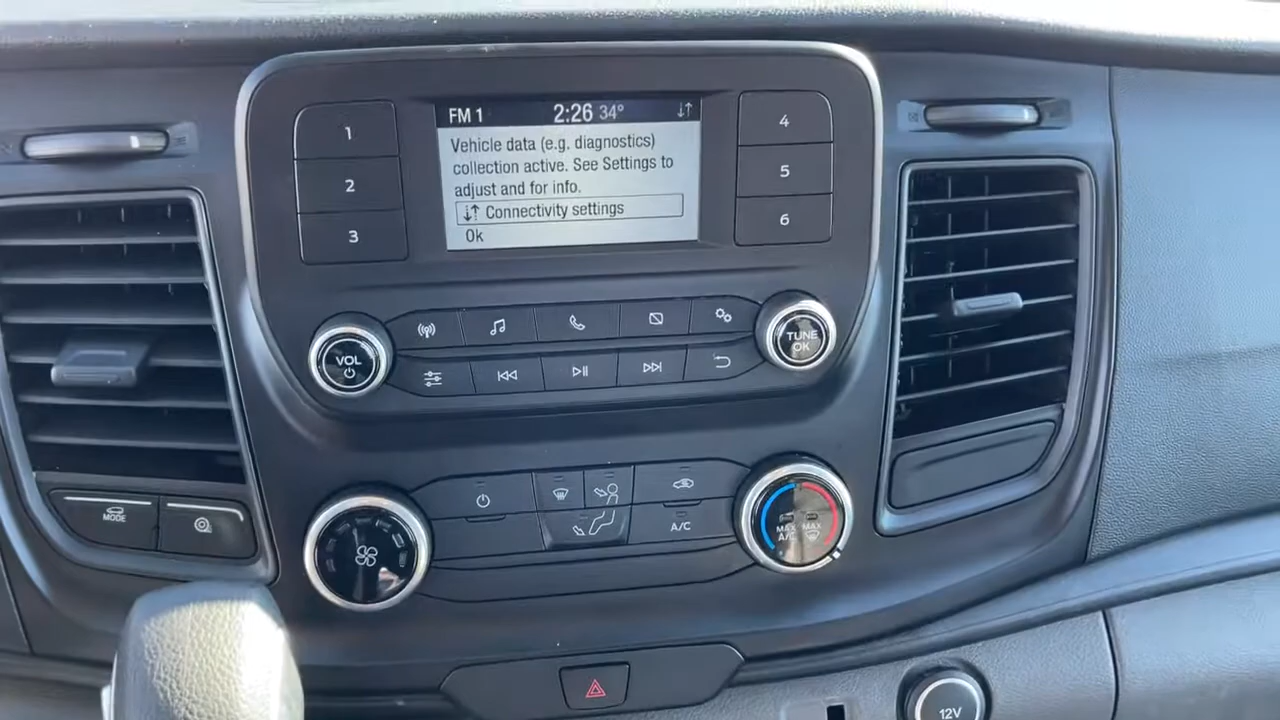 FM 1 2:26 34°
Vehicle data (e.g. diagnostics)
collection active. See Settings to
adjust and for info.
Connectivity settings
Ok
1
2
3
4
5
6
VOL
TUNE
OK
MODE
A/C
MAX
A/C
MAX
12V